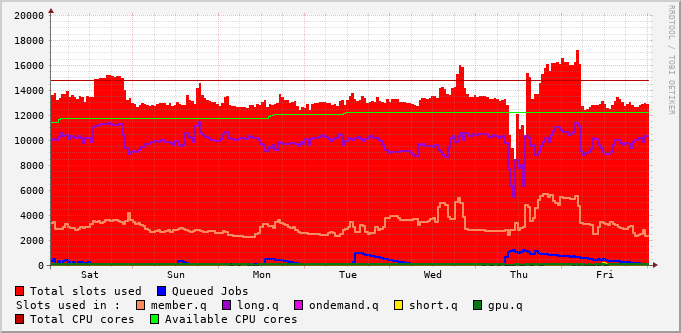 RRDTOOL / TOBI OETIKER
20000
18000
16000
14000
12000
10000
8000
6000
4000
2000
0
Sat Sun Mon Tue Wed Thu Fri
Total slots used Queued Jobs
Slots used in : member.q long.q ondemand.q short.q gpu.q
Total CPU cores Available CPU cores